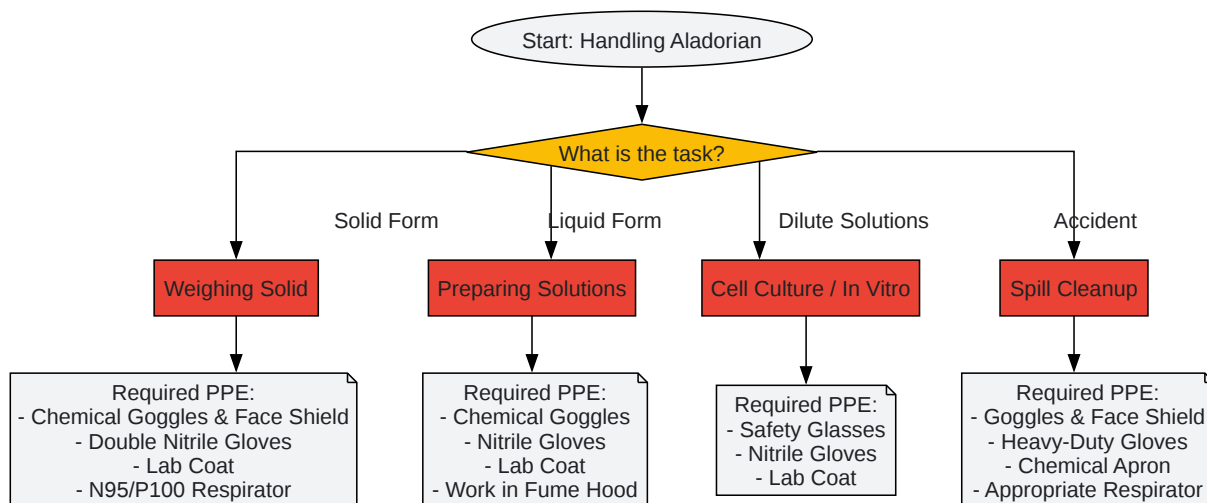 Start: Handling Aladorian
What is the task?
Solid Form
Liquid Form
Dilute Solutions
Accident
Weighing Solid
Preparing Solutions
Cell Culture / In Vitro
Spill Cleanup
Required PPE:
- Chemical Goggles & Face Shield
- Double Nitrile Gloves
- Lab Coat
- N95/P100 Respirator
Required PPE:
- Chemical Goggles
- Nitrile Gloves
- Lab Coat
- Work in Fume Hood
Required PPE:
- Safety Glasses
- Nitrile Gloves
- Lab Coat
Required PPE:
- Goggles & Face Shield
- Heavy-Duty Gloves
- Chemical Apron
- Appropriate Respirator